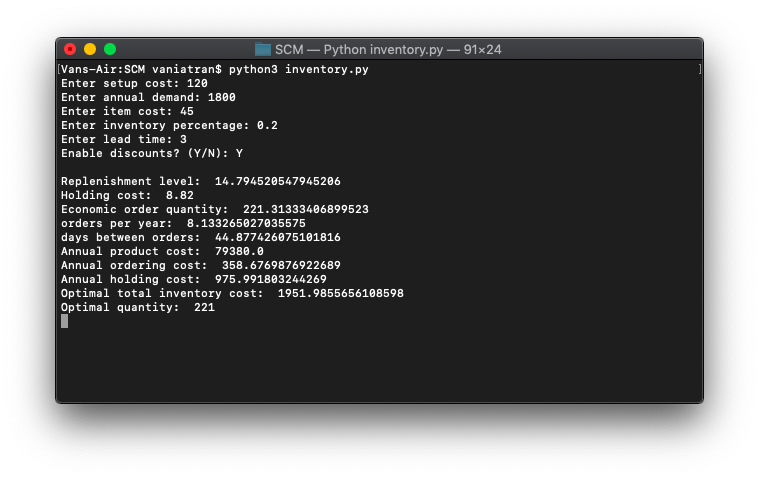 SCM — Python inventory.py — 91×24
[Vans-Air:SCM vaniatran$ python3 inventory.py ]
Enter setup cost: 120
Enter annual demand: 1800
Enter item cost: 45
Enter inventory percentage: 0.2
Enter lead time: 3
Enable discounts? (Y/N): Y
Replenishment level:  14.794520547945206
Holding cost:  8.82
Economic order quantity:  221.31333406899523
orders per year:  8.133265027035575
days between orders:  44.877426075101816
Annual product cost:  79380.0
Annual ordering cost:  358.6769876922689
Annual holding cost:  975.991803244269
Optimal total inventory cost:  1951.9855656108598
Optimal quantity:  221